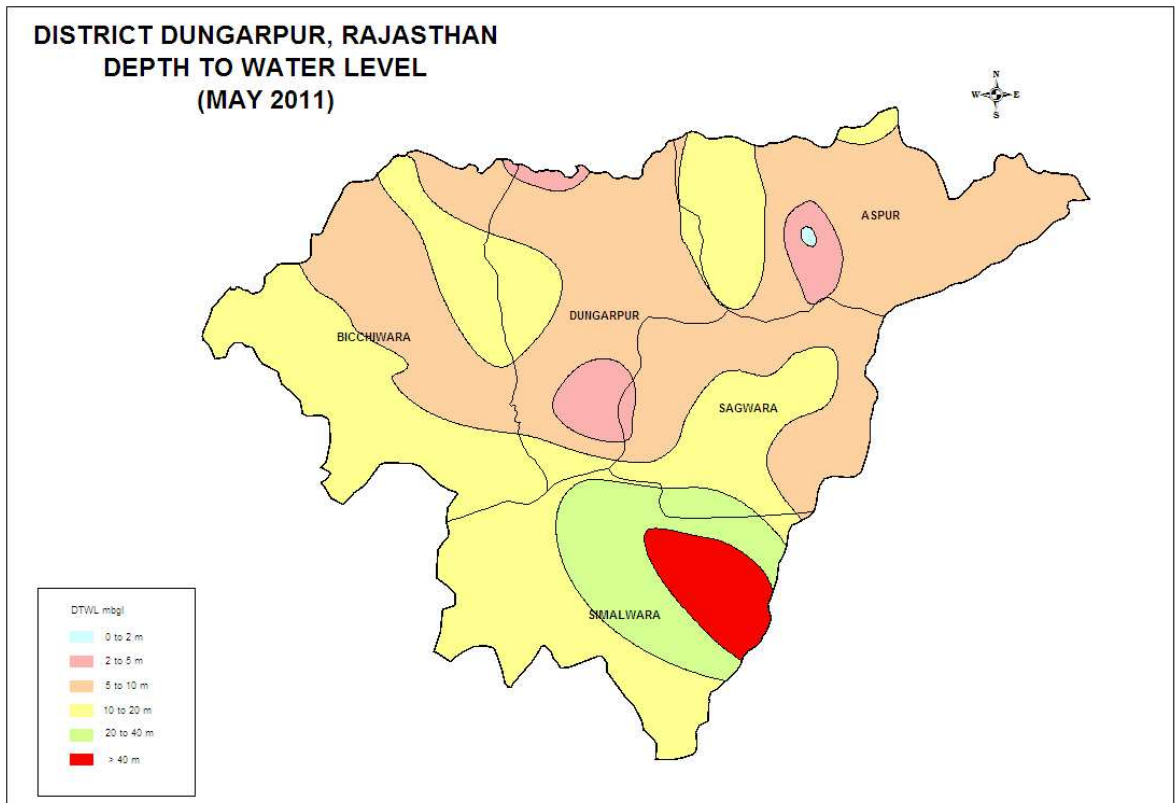 DISTRICT DUNGARPUR, RAJASTHAN
DEPTH TO WATER LEVEL
(MAY 2011)
N
W E
S
ASPUR
DUNGARPUR
BICCHIWARA
SAGWARA
SIMALWARA
DTWL mbgl
0 to 2 m
2 to 5 m
5 to 10 m
10 to 20 m
20 to 40 m
> 40 m